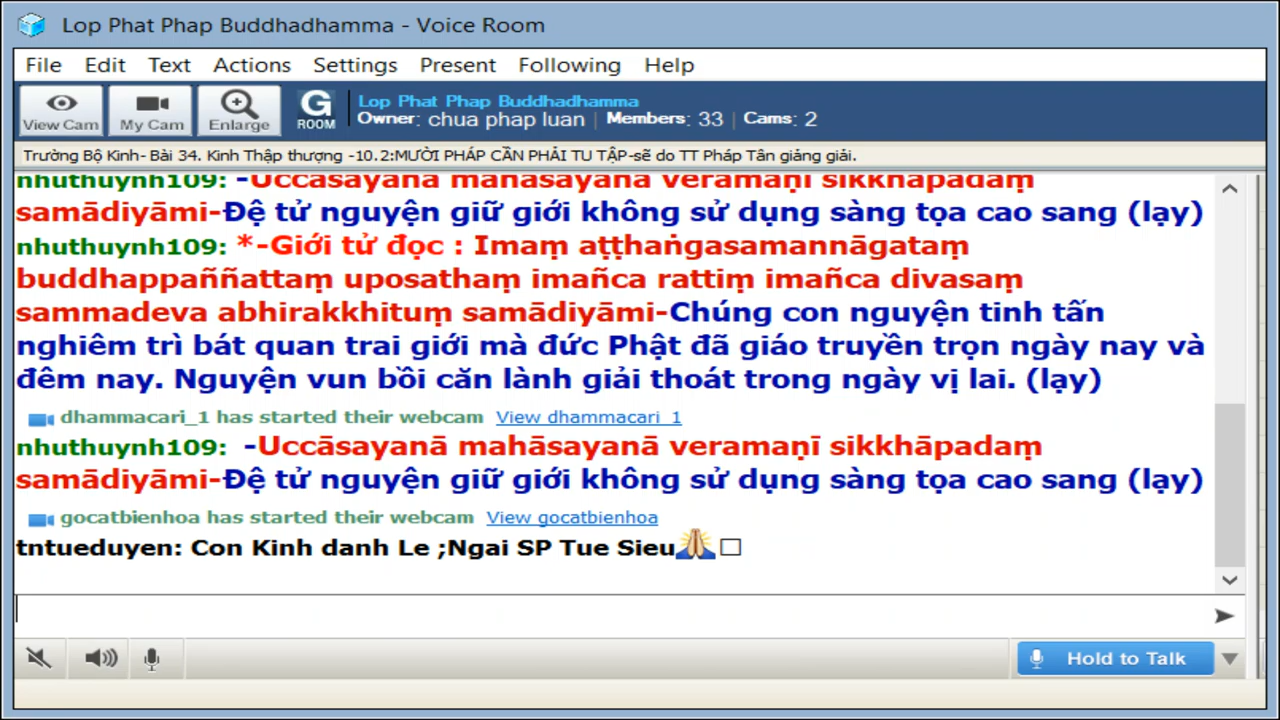 Lop Phat Phap Buddhadhamma - Voice Room
File Edit Text Actions Settings Present Following Help
View Cam My Cam Enlarge G ROOM
Lop Phat Phap Buddhadhamma
Owner: chua phap luan | Members: 33 | Cams: 2
Trường Bộ Kinh- Bài 34. Kinh Thập thượng -10.2:MƯỜI PHÁP CẦN PHẢI TU TẬP-sẽ do TT Pháp Tân giảng giải.
nhuthuynh109: -Uccāsayanā mahāsayanā veramaṇī sikkhāpadaṃ
samādiyāmi-Đệ tử nguyện giữ giới không sử dụng sàng tọa cao sang (lạy)
nhuthuynh109: *-Giới tử đọc : Imaṃ aṭṭhaṅgasamannāgataṃ
buddhappaññattaṃ uposathaṃ imañca rattiṃ imañca divasaṃ
sammadeva abhirakkhituṃ samādiyāmi-Chúng con nguyện tinh tấn
nghiêm trì bát quan trai giới mà đức Phật đã giáo truyền trọn ngày nay và
đêm nay. Nguyện vun bồi căn lành giải thoát trong ngày vị lai. (lạy)
dhammacari_1 has started their webcam View dhammacari_1
nhuthuynh109: -Uccāsayanā mahāsayanā veramaṇī sikkhāpadaṃ
samādiyāmi-Đệ tử nguyện giữ giới không sử dụng sàng tọa cao sang (lạy)
gocatbienhoa has started their webcam View gocatbienhoa
tntueduyen: Con Kinh danh Le ;Ngai SP Tue Sieu🙏□
Hold to Talk